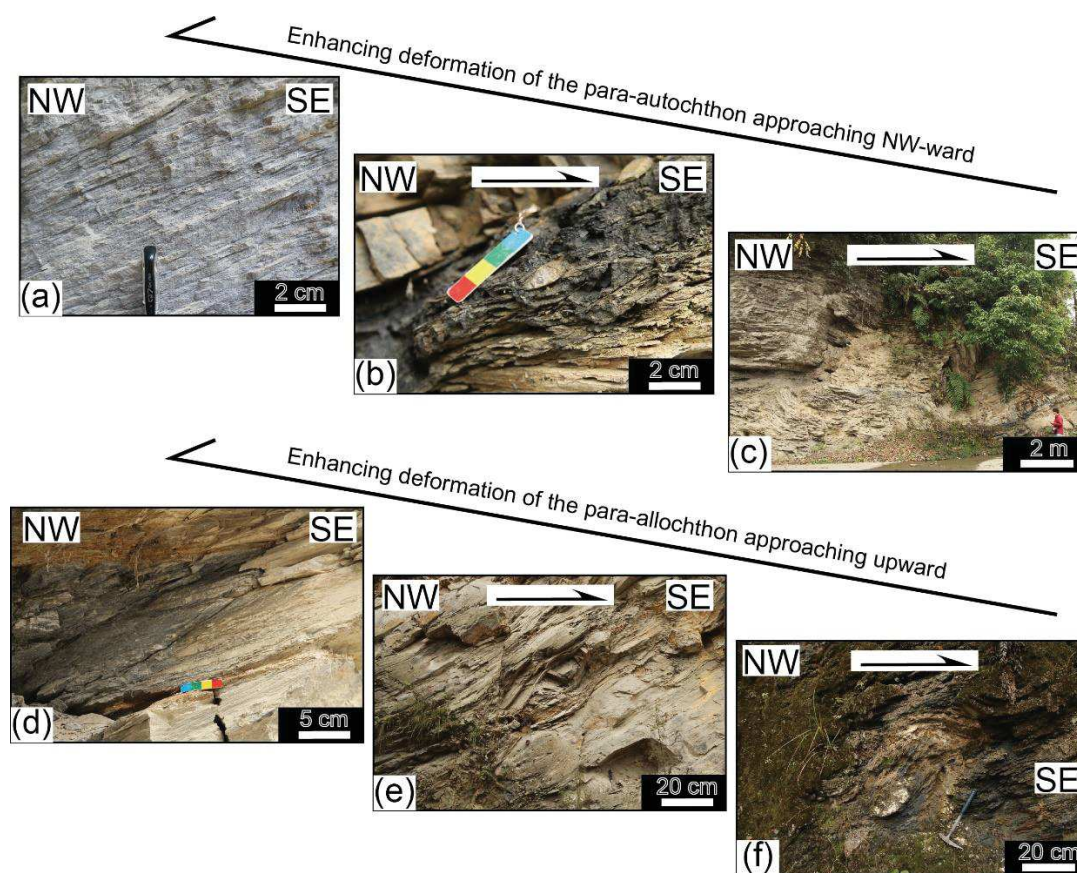 Enhancing deformation of the para-autochthon approaching NW-ward
NW SE
2 cm
(a)
NW SE
2 cm
(b)
NW SE
2 m
(c)
Enhancing deformation of the para-allochthon approaching upward
NW SE
5 cm
(d)
NW SE
20 cm
(e)
NW
SE
20 cm
(f)